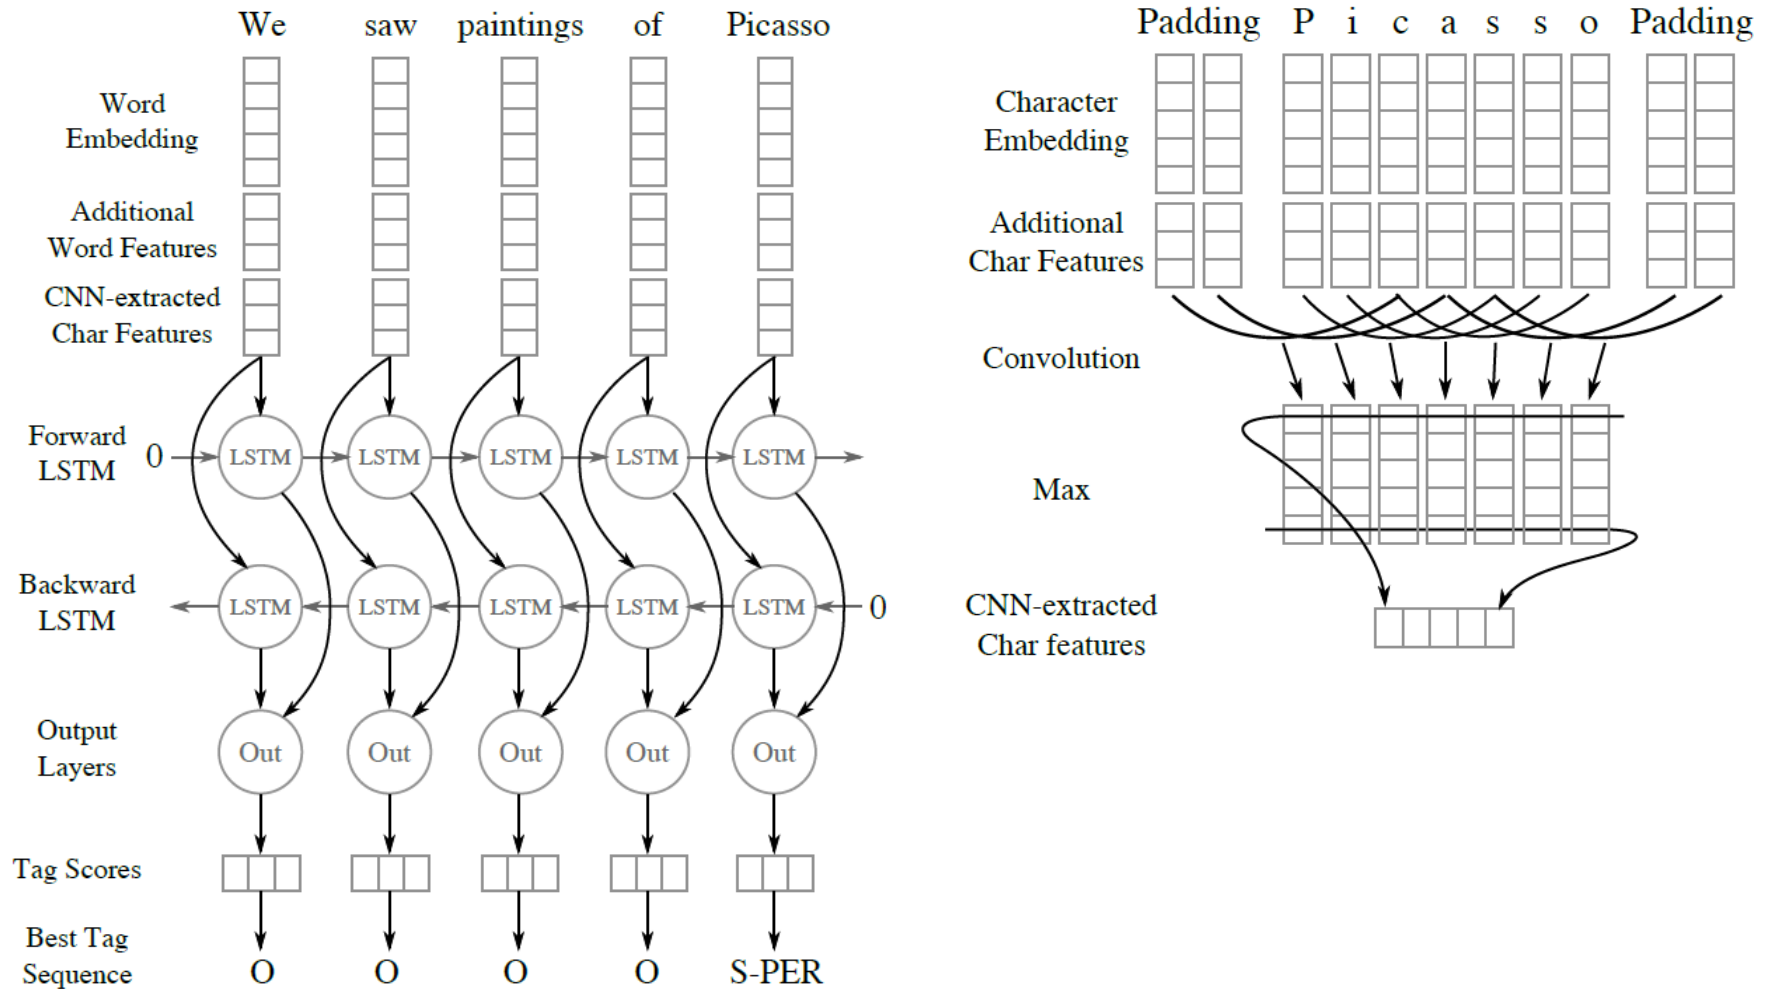 We saw paintings of Picasso
Word
Embedding
Additional
Word Features
CNN-extracted
Char Features
Forward
LSTM
0
LSTM LSTM LSTM LSTM LSTM
Backward
LSTM
LSTM LSTM LSTM LSTM LSTM
0
Output
Layers
Out Out Out Out Out
Tag Scores
Best Tag
Sequence
O O O O S-PER
Padding P i c a s s o Padding
Character
Embedding
Additional
Char Features
Convolution
Max
CNN-extracted
Char features